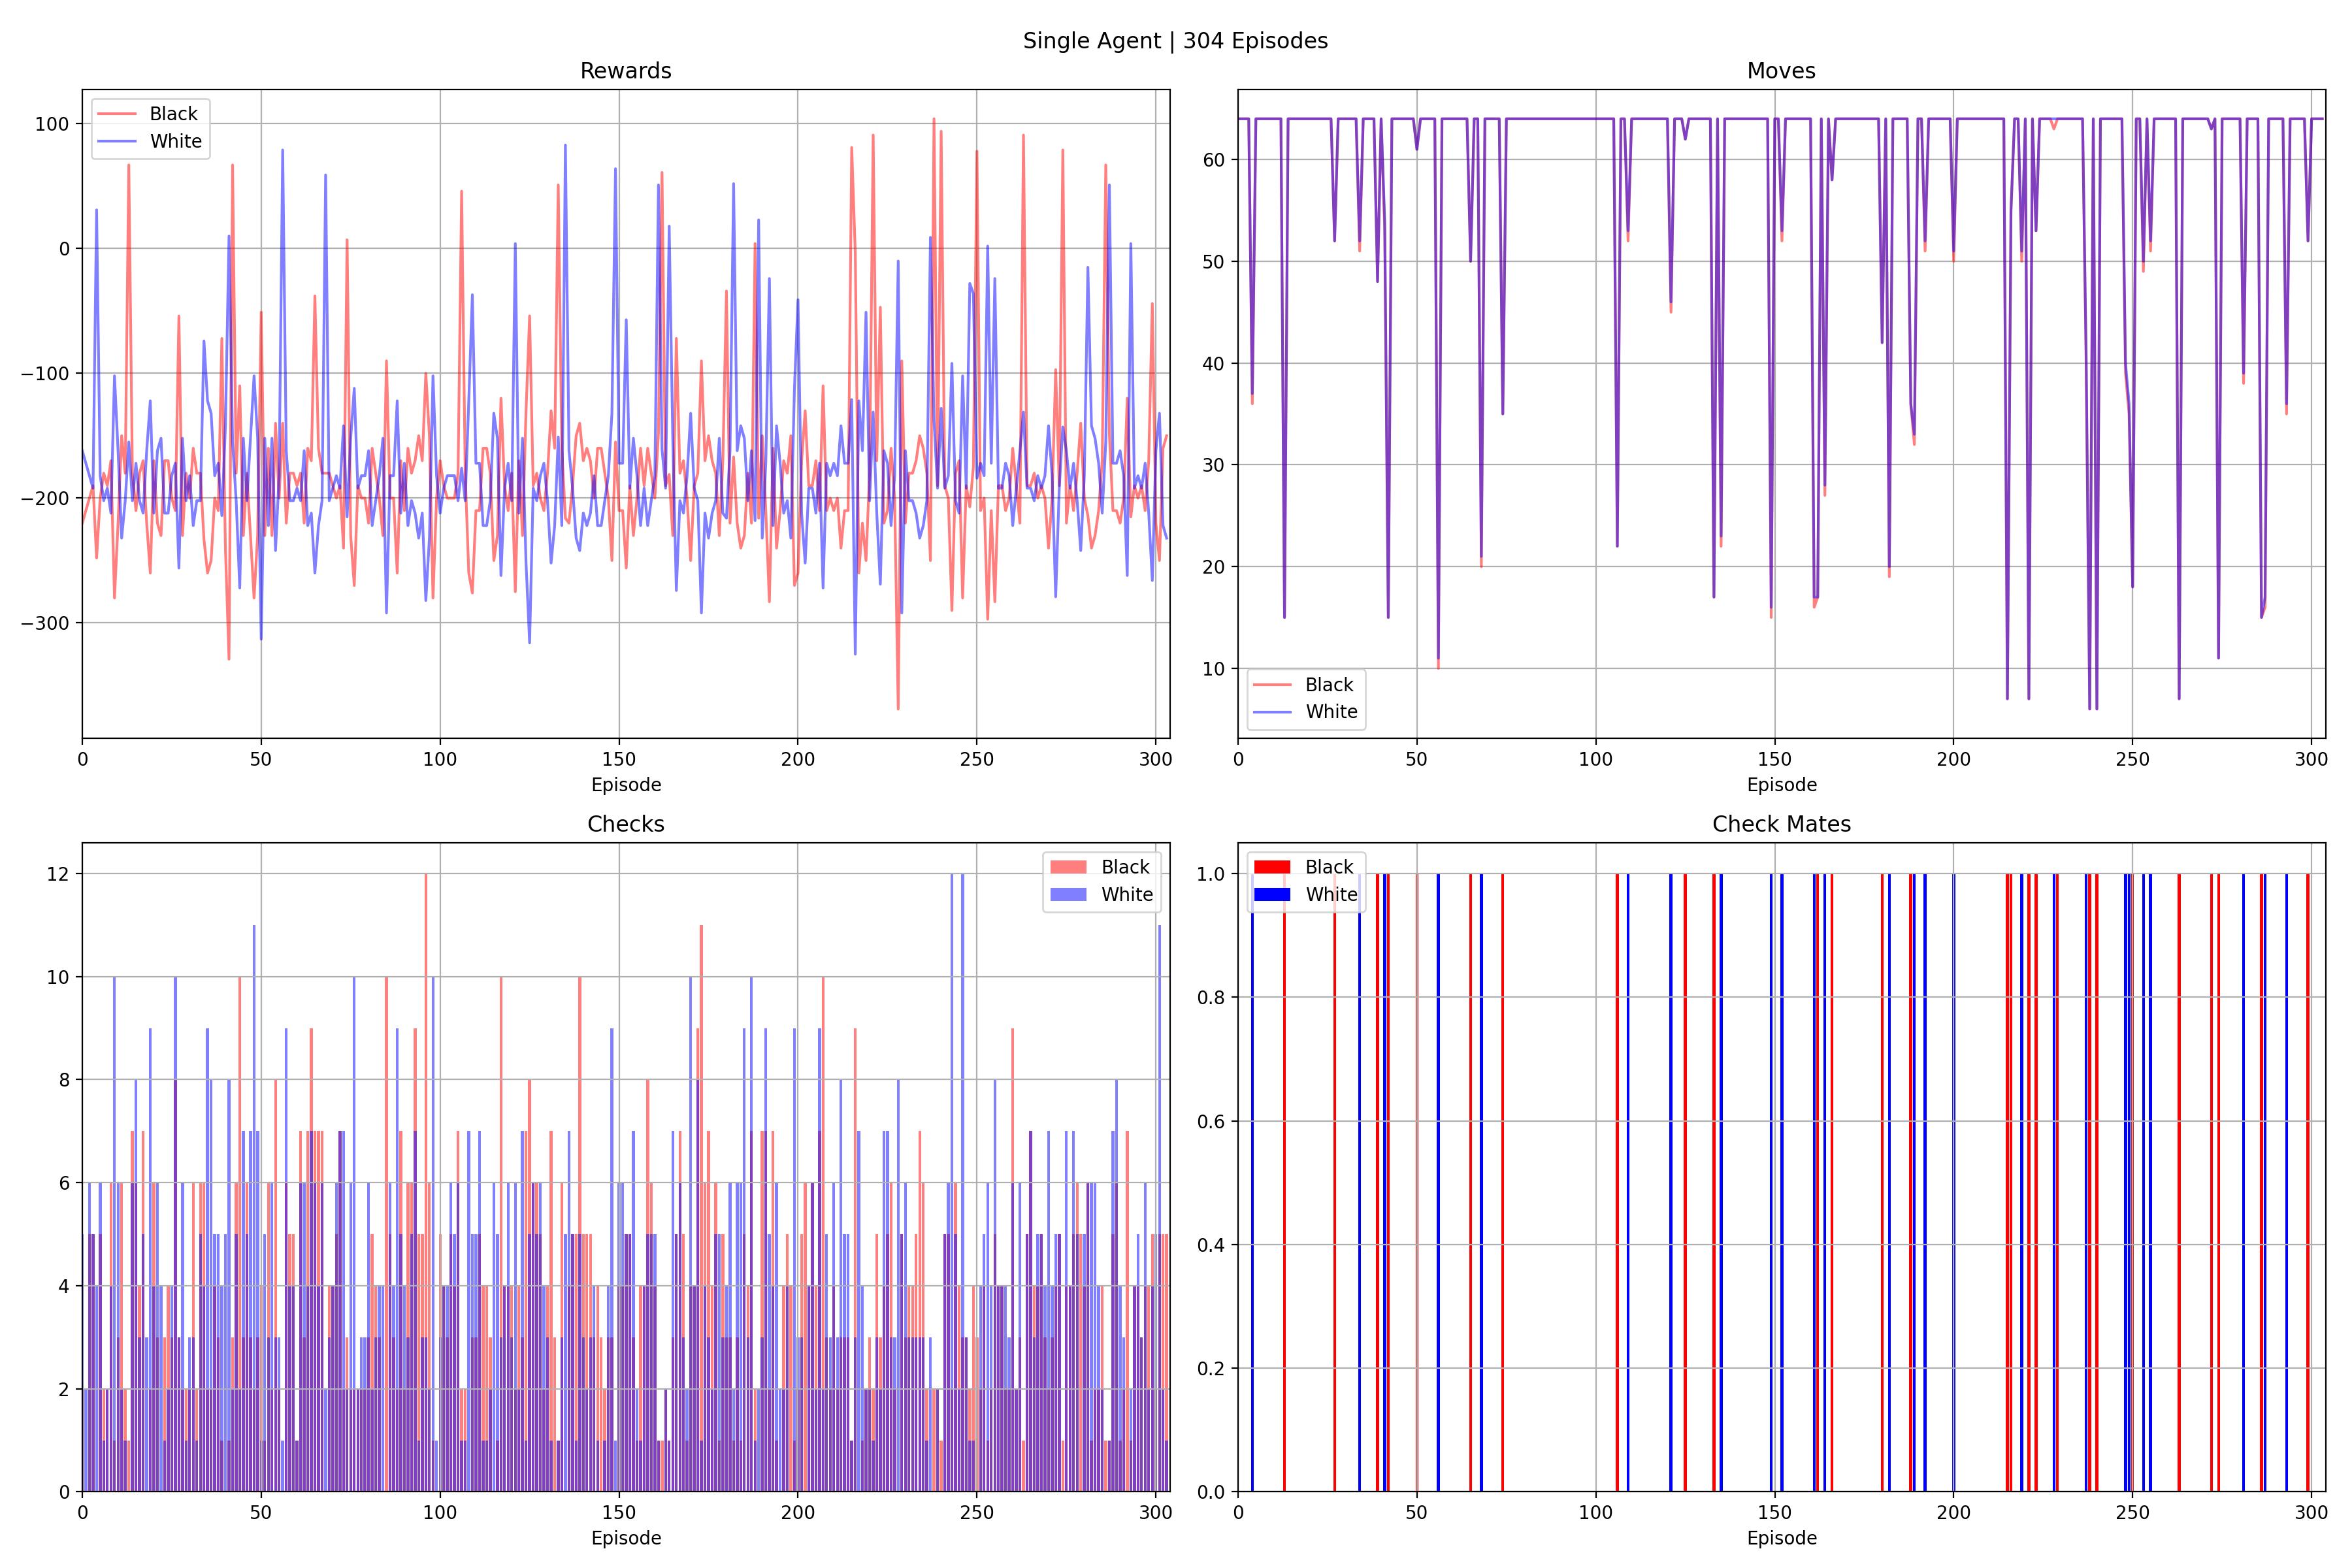 Single Agent | 304 Episodes
Rewards
Black
White
100
0
−100
−200
−300
0 50 100 150 200 250 300
Episode
Moves
60
50
40
30
20
10
Black
White
0 50 100 150 200 250 300
Episode
Checks
Black
White
12
10
8
6
4
2
0
0 50 100 150 200 250 300
Episode
Check Mates
Black
White
1.0
0.8
0.6
0.4
0.2
0.0
0 50 100 150 200 250 300
Episode